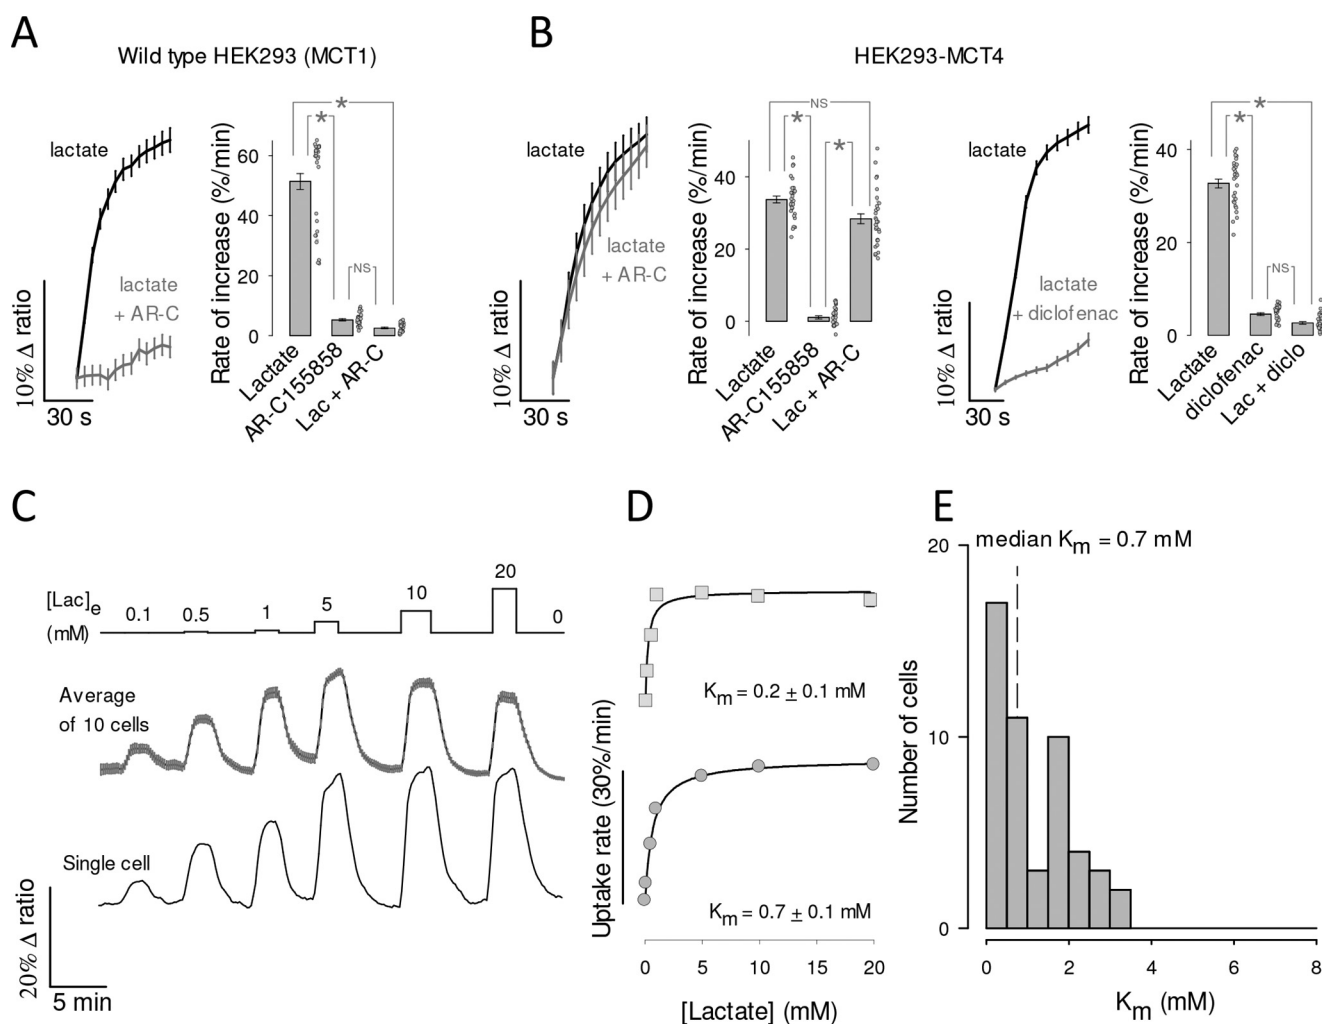 A
Wild type HEK293 (MCT1)
lactate
lactate
+ AR-C
10% Δ ratio
30 s
Rate of increase (%/min)
60
40
20
0
*
*
NS
Lactate
AR-C155858
Lac + AR-C
B
HEK293-MCT4
lactate
lactate
+ AR-C
10% Δ ratio
30 s
Rate of increase (%/min)
40
20
0
NS
*
*
Lactate
AR-C155858
Lac + AR-C
lactate
lactate
+ diclofenac
10% Δ ratio
30 s
Rate of increase (%/min)
40
20
0
*
*
NS
Lactate
diclofenac
Lac + diclo
C
[Lac]e
(mM)
0.1
0.5
1
5
10
20
0
Average
of 10 cells
Single cell
20% Δ ratio
5 min
D
Km = 0.2 ± 0.1 mM
Km = 0.7 ± 0.1 mM
Uptake rate (30%/min)
0 5 10 15 20
[Lactate] (mM)
E
median Km = 0.7 mM
Number of cells
20
10
0
0 2 4 6 8
Km (mM)